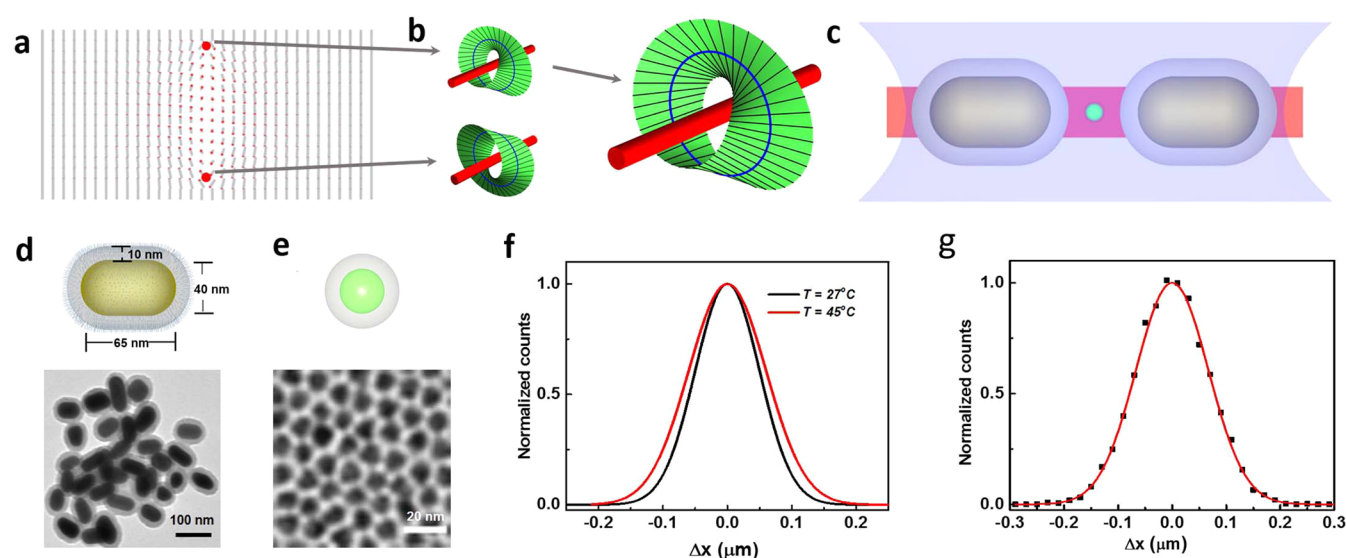 a
b
c
d
10 nm
40 nm
65 nm
100 nm
e
20 nm
f
T = 27°C
T = 45°C
1.0
0.5
0.0
Normalized counts
-0.2 -0.1 0.0 0.1 0.2
Δx (μm)
g
1.0
0.5
0.0
Normalized counts
-0.3 -0.2 -0.1 0.0 0.1 0.2 0.3
Δx (μm)